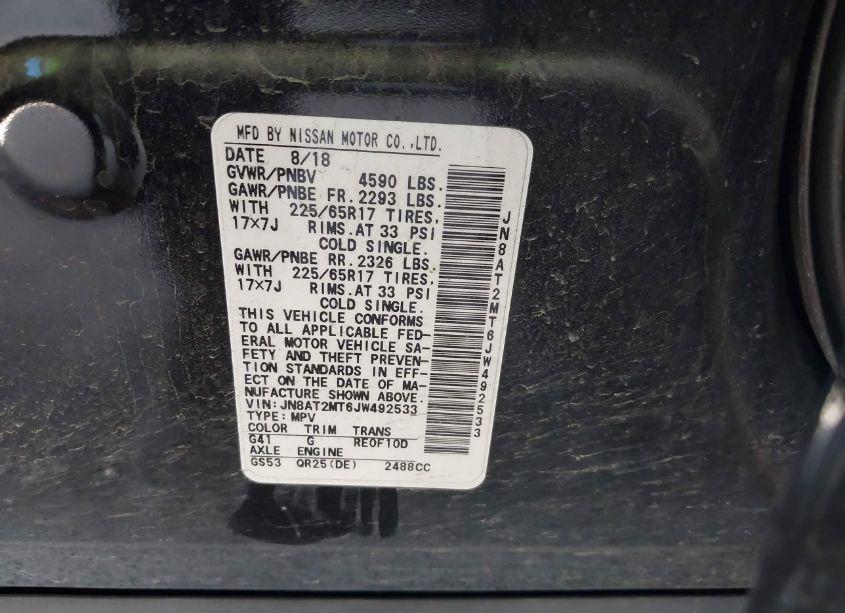 MFD BY NISSAN MOTOR CO.,LTD.
DATE 8/18
GVWR/PNBV 4590 LBS.
GAWR/PNBE FR. 2293 LBS.
WITH 225/65R17 TIRES,
17×7J RIMS.AT 33 PSI
COLD SINGLE.
GAWR/PNBE RR. 2326 LBS.
WITH 225/65R17 TIRES,
17×7J RIMS.AT 33 PSI
COLD SINGLE.
THIS VEHICLE CONFORMS
TO ALL APPLICABLE FED-
ERAL MOTOR VEHICLE SA-
FETY AND THEFT PREVEN-
TION STANDARDS IN EFF-
ECT ON THE DATE OF MA-
NUFACTURE SHOWN ABOVE.
VIN:JN8AT2MT6JW492533
TYPE:MPV
COLOR TRIM TRANS
G41 G RE0F10D
AXLE ENGINE
GS53 QR25(DE) 2488CC
JN8AT2MT6JW492533